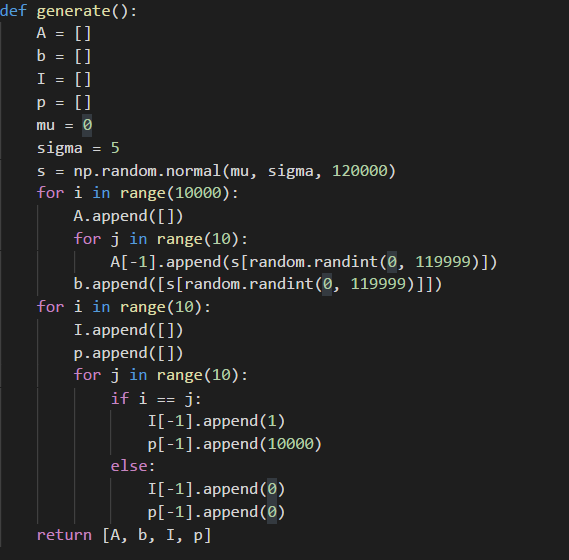 def generate():
    A = []
    b = []
    I = []
    p = []
    mu = 0
    sigma = 5
    s = np.random.normal(mu, sigma, 120000)
    for i in range(10000):
        A.append([])
        for j in range(10):
            A[-1].append(s[random.randint(0, 119999)])
        b.append([s[random.randint(0, 119999)]])
    for i in range(10):
        I.append([])
        p.append([])
        for j in range(10):
            if i == j:
                I[-1].append(1)
                p[-1].append(10000)
            else:
                I[-1].append(0)
                p[-1].append(0)
    return [A, b, I, p]